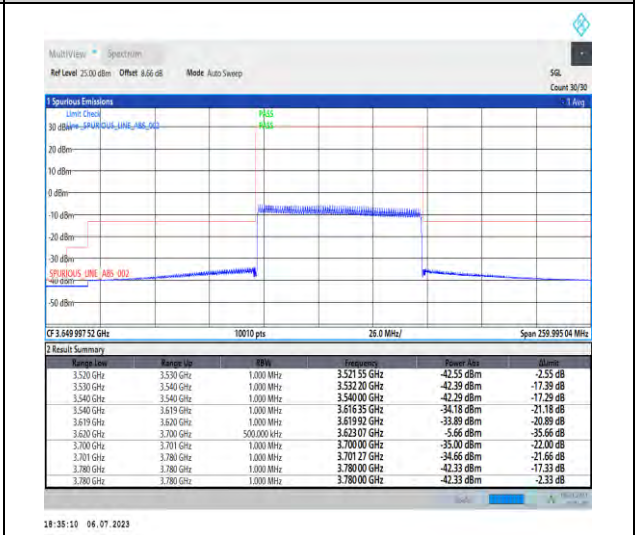 MultiView Spectrum
Ref Level 25.00 dBm Offset 8.66 dB Mode Auto Sweep SGL
Count 30/30
1 Spurious Emissions 1 Avg
Limit Check PASS
30 dBm Line _SPURIOUS_LINE_ABS_002 PASS
20 dBm
10 dBm
0 dBm
-10 dBm
-20 dBm
-30 dBm
SPURIOUS_LINE_ABS_002
-40 dBm
-50 dBm
CF 3.649 997 52 GHz 10010 pts 26.0 MHz/ Span 259.995 04 MHz
2 Result Summary
Range Low Range Up RBW Frequency Power Abs ΔLimit
3.520 GHz 3.530 GHz 1.000 MHz 3.521 55 GHz -42.55 dBm -2.55 dB
3.530 GHz 3.540 GHz 1.000 MHz 3.532 20 GHz -42.39 dBm -17.39 dB
3.540 GHz 3.540 GHz 1.000 MHz 3.540 00 GHz -42.29 dBm -17.29 dB
3.540 GHz 3.619 GHz 1.000 MHz 3.616 35 GHz -34.18 dBm -21.18 dB
3.619 GHz 3.620 GHz 1.000 MHz 3.619 92 GHz -33.89 dBm -20.89 dB
3.620 GHz 3.700 GHz 500.000 kHz 3.623 07 GHz -5.66 dBm -35.66 dB
3.700 GHz 3.701 GHz 1.000 MHz 3.700 00 GHz -35.00 dBm -22.00 dB
3.701 GHz 3.780 GHz 1.000 MHz 3.701 27 GHz -34.66 dBm -21.66 dB
3.780 GHz 3.780 GHz 1.000 MHz 3.780 00 GHz -42.33 dBm -17.33 dB
3.780 GHz 3.780 GHz 1.000 MHz 3.780 00 GHz -42.33 dBm -2.33 dB
18:35:10 06.07.2023